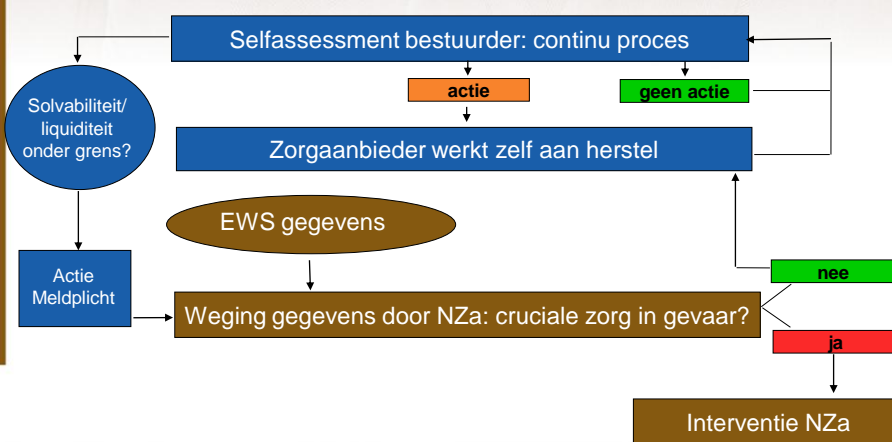 Selfassessment bestuurder: continu proces
actie
geen actie
Solvabiliteit/
liquiditeit
onder grens?
Zorgaanbieder werkt zelf aan herstel
EWS gegevens
Actie
Meldplicht
nee
Weging gegevens door NZa: cruciale zorg in gevaar?
ja
Interventie NZa